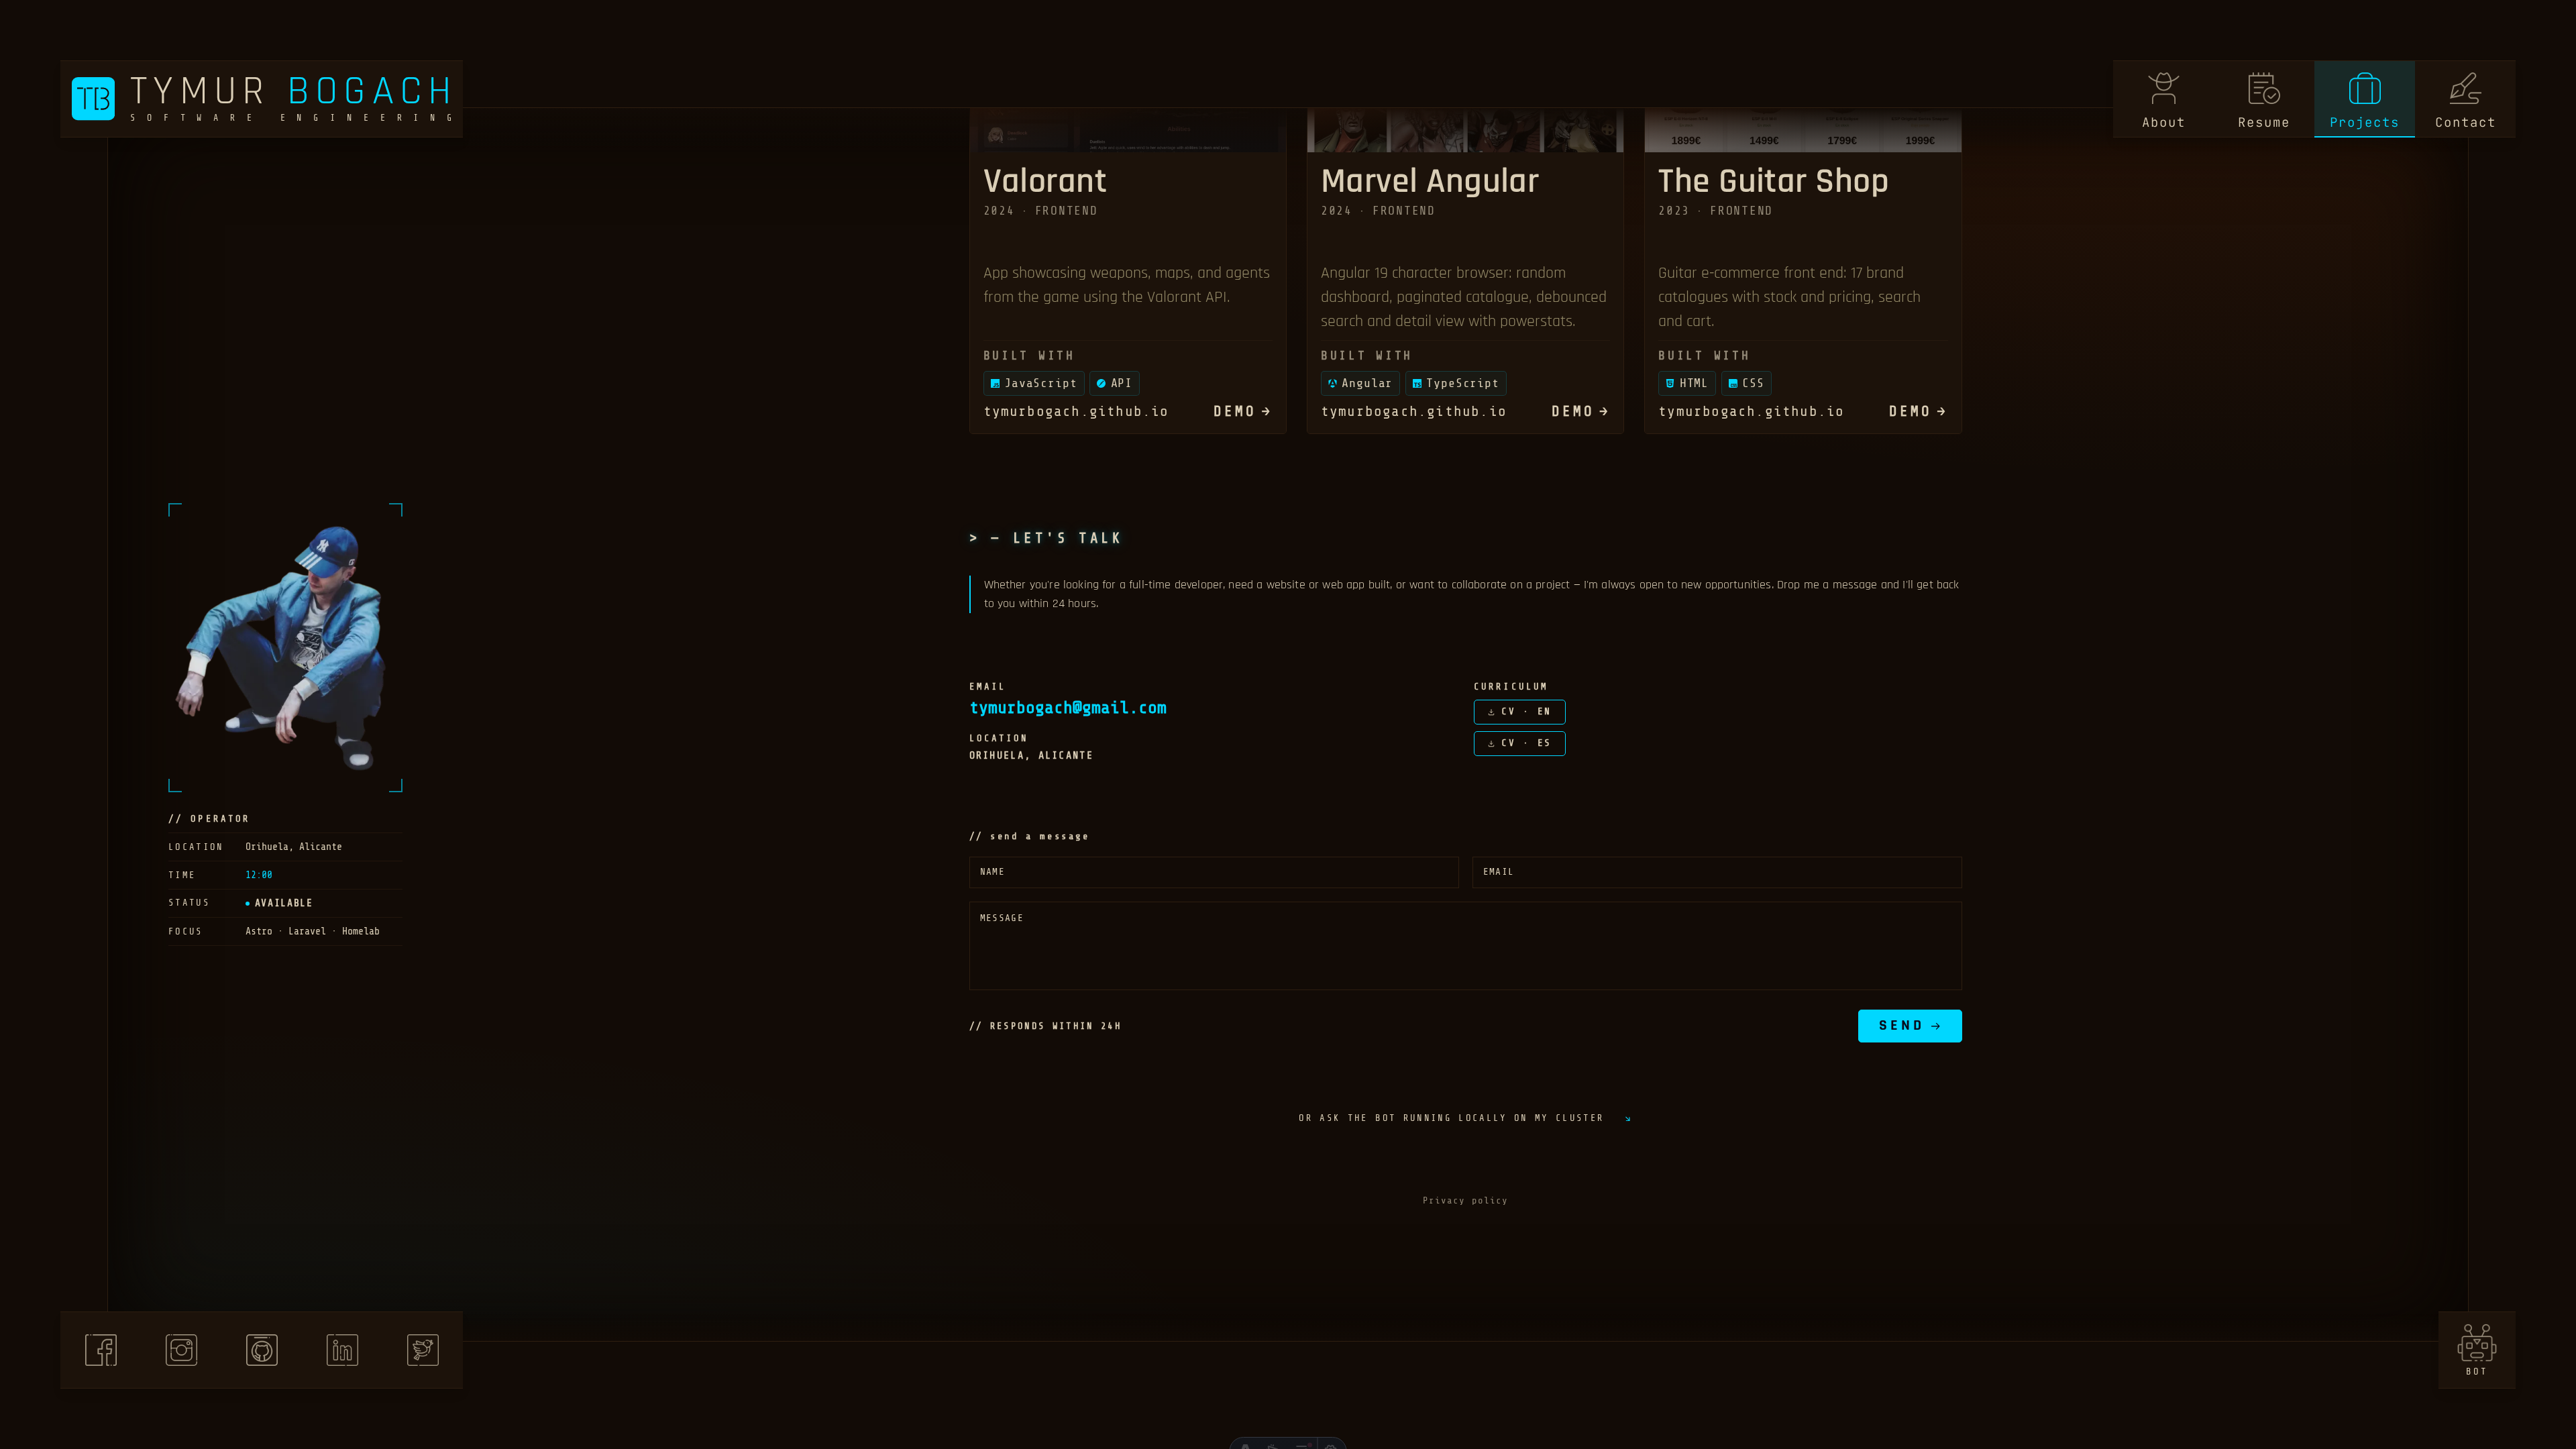 TB
TYMUR BOGACH
SOFTWARE ENGINEERING
About
Resume
Projects
Contact
1899€
1499€
1799€
1999€
Valorant
2024 · FRONTEND
App showcasing weapons, maps, and agents
from the game using the Valorant API.
BUILT WITH
JavaScript
API
tymurbogach.github.io
DEMO →
Marvel Angular
2024 · FRONTEND
Angular 19 character browser: random
dashboard, paginated catalogue, debounced
search and detail view with powerstats.
BUILT WITH
Angular
TypeScript
tymurbogach.github.io
DEMO →
The Guitar Shop
2023 · FRONTEND
Guitar e-commerce front end: 17 brand
catalogues with stock and pricing, search
and cart.
BUILT WITH
HTML
CSS
tymurbogach.github.io
DEMO →
// OPERATOR
LOCATION Orihuela, Alicante
TIME 12:00
STATUS AVAILABLE
FOCUS Astro · Laravel · Homelab
> — LET'S TALK
Whether you're looking for a full-time developer, need a website or web app built, or want to collaborate on a project — I'm always open to new opportunities. Drop me a message and I'll get back
to you within 24 hours.
EMAIL
tymurbogach@gmail.com
LOCATION
ORIHUELA, ALICANTE
CURRICULUM
CV · EN
CV · ES
// send a message
NAME
EMAIL
MESSAGE
// RESPONDS WITHIN 24H
SEND →
OR ASK THE BOT RUNNING LOCALLY ON MY CLUSTER ↘
Privacy policy
BOT